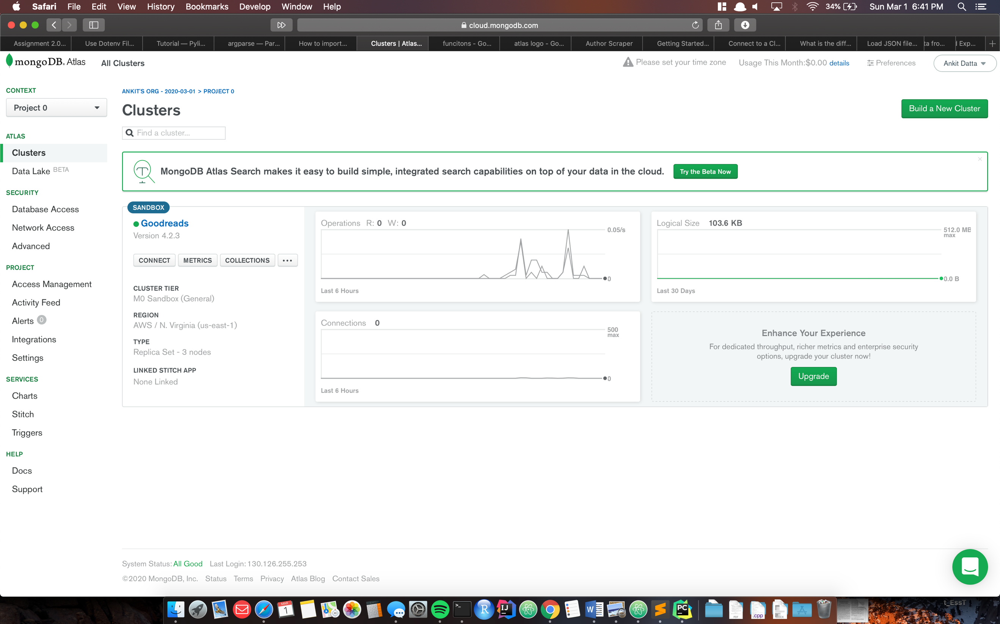 Safari File Edit View History Bookmarks Develop Window Help 34% Sun Mar 1 6:41 PM
cloud.mongodb.com
Assignment 2.0... Use Dotenv Fil... Tutorial — Pyli... argparse — Par... How to import... Clusters | Atlas... funcitons - Go... atlas logo - Go... Author Scraper Getting Started... Connect to a Cl... What is the diff... Load JSON file... ta fro... Exp...
mongoDB. Atlas All Clusters Please set your time zone Usage This Month:$0.00 details Preferences Ankit Datta
CONTEXT
Project 0
ATLAS
Clusters
Data Lake BETA
SECURITY
Database Access
Network Access
Advanced
PROJECT
Access Management
Activity Feed
Alerts 0
Integrations
Settings
SERVICES
Charts
Stitch
Triggers
HELP
Docs
Support
ANKIT'S ORG - 2020-03-01 > PROJECT 0
Clusters
Build a New Cluster
Find a cluster...
MongoDB Atlas Search makes it easy to build simple, integrated search capabilities on top of your data in the cloud. Try the Beta Now
SANDBOX
Goodreads
Version 4.2.3
CONNECT METRICS COLLECTIONS ...
CLUSTER TIER
M0 Sandbox (General)
REGION
AWS / N. Virginia (us-east-1)
TYPE
Replica Set - 3 nodes
LINKED STITCH APP
None Linked
Operations R: 0 W: 0
0.05/s
0
Last 6 Hours
Logical Size 103.6 KB
512.0 MB
max
0.0 B
Last 30 Days
Connections 0
500
max
0
Last 6 Hours
Enhance Your Experience
For dedicated throughput, richer metrics and enterprise security
options, upgrade your cluster now!
Upgrade
System Status: All Good Last Login: 130.126.255.253
©2020 MongoDB, Inc. Status Terms Privacy Atlas Blog Contact Sales
MAR
1
R
IJ
W
PC
PDF
.cpp
DOCX
t_EssT